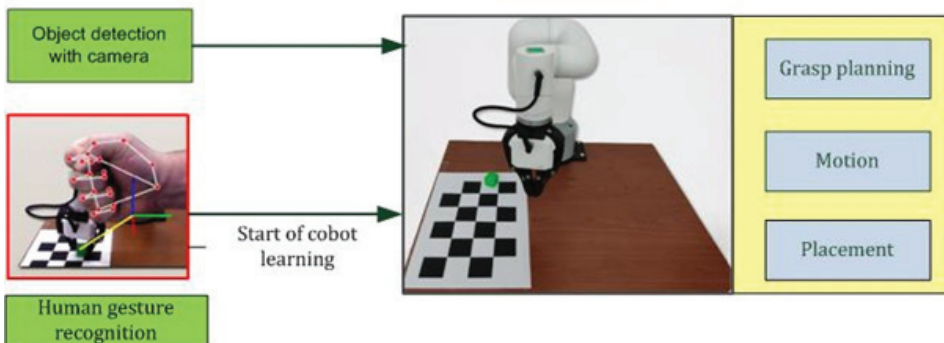 Object detection
with camera
Start of cobot
learning
Human gesture
recognition
Grasp planning
Motion
Placement